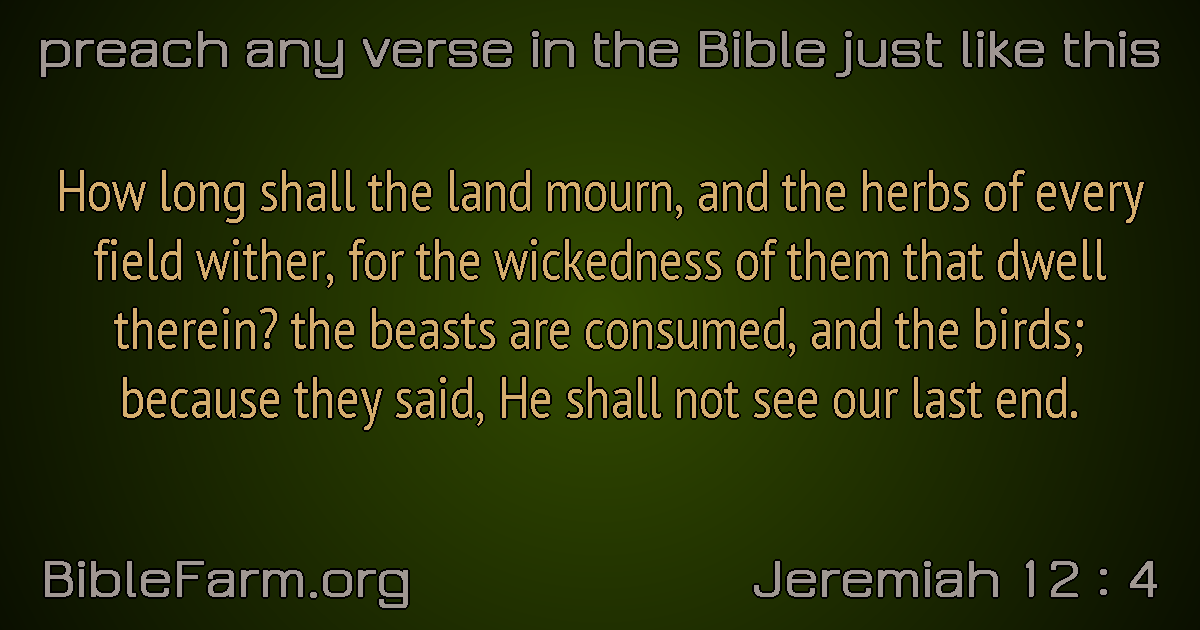 preach any verse in the Bible just like this
How long shall the land mourn, and the herbs of every
field wither, for the wickedness of them that dwell
therein? the beasts are consumed, and the birds;
because they said, He shall not see our last end.
BibleFarm.org
Jeremiah 12 : 4